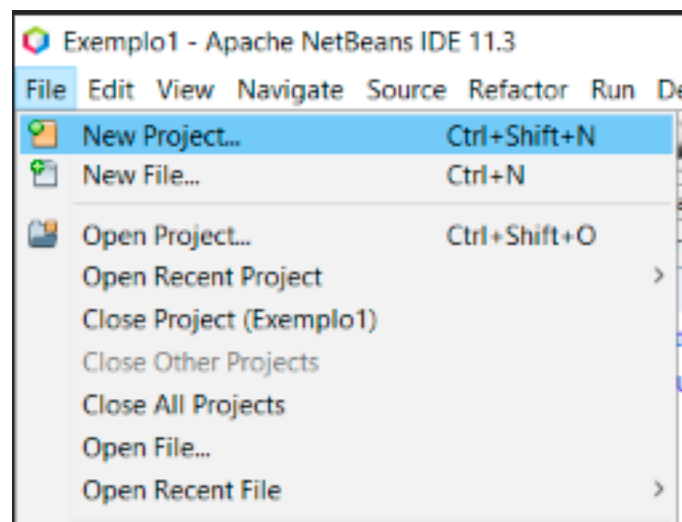 Exemplo1 - Apache NetBeans IDE 11.3
File Edit View Navigate Source Refactor Run
New Project... Ctrl+Shift+N
New File... Ctrl+N
Open Project... Ctrl+Shift+O
Open Recent Project
Close Project (Exemplo1)
Close Other Projects
Close All Projects
Open File...
Open Recent File